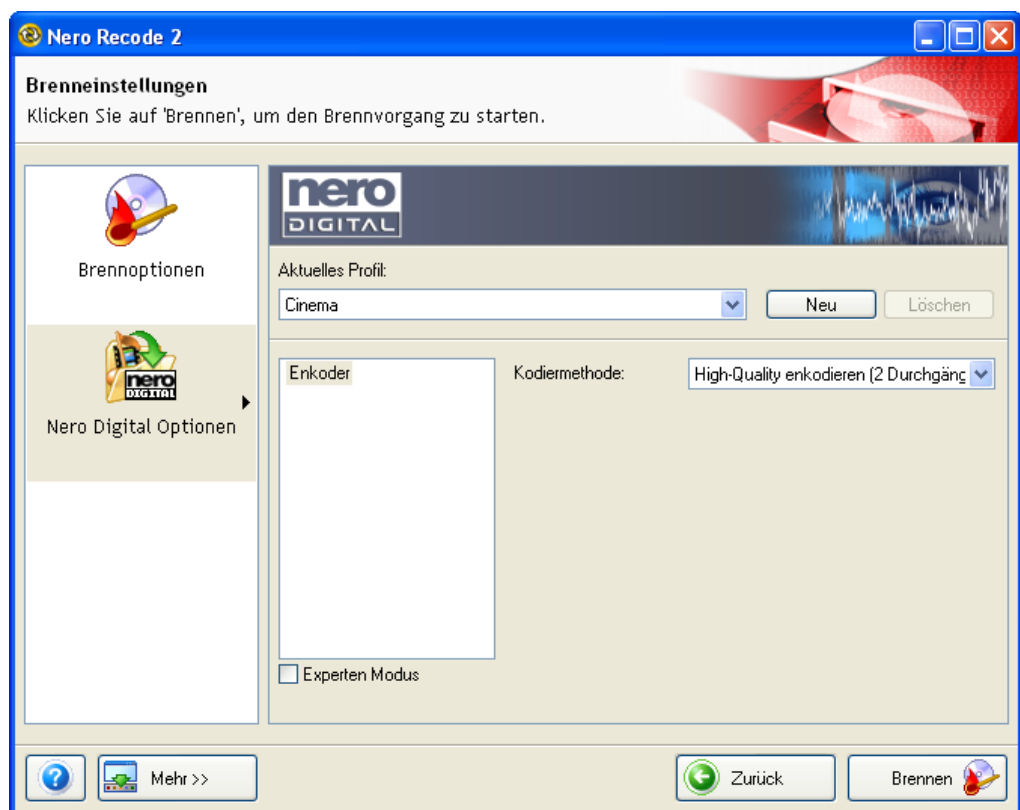 Nero Recode 2
Brenneinstellungen
Klicken Sie auf 'Brennen', um den Brennvorgang zu starten.
Brennoptionen
nero
DIGITAL
Nero Digital Optionen
nero
DIGITAL
Aktuelles Profil:
Cinema
Neu
Löschen
Enkoder
Kodiermethode:
High-Quality enkodieren (2 Durchgäng
Experten Modus
Mehr >>
Zurück
Brennen